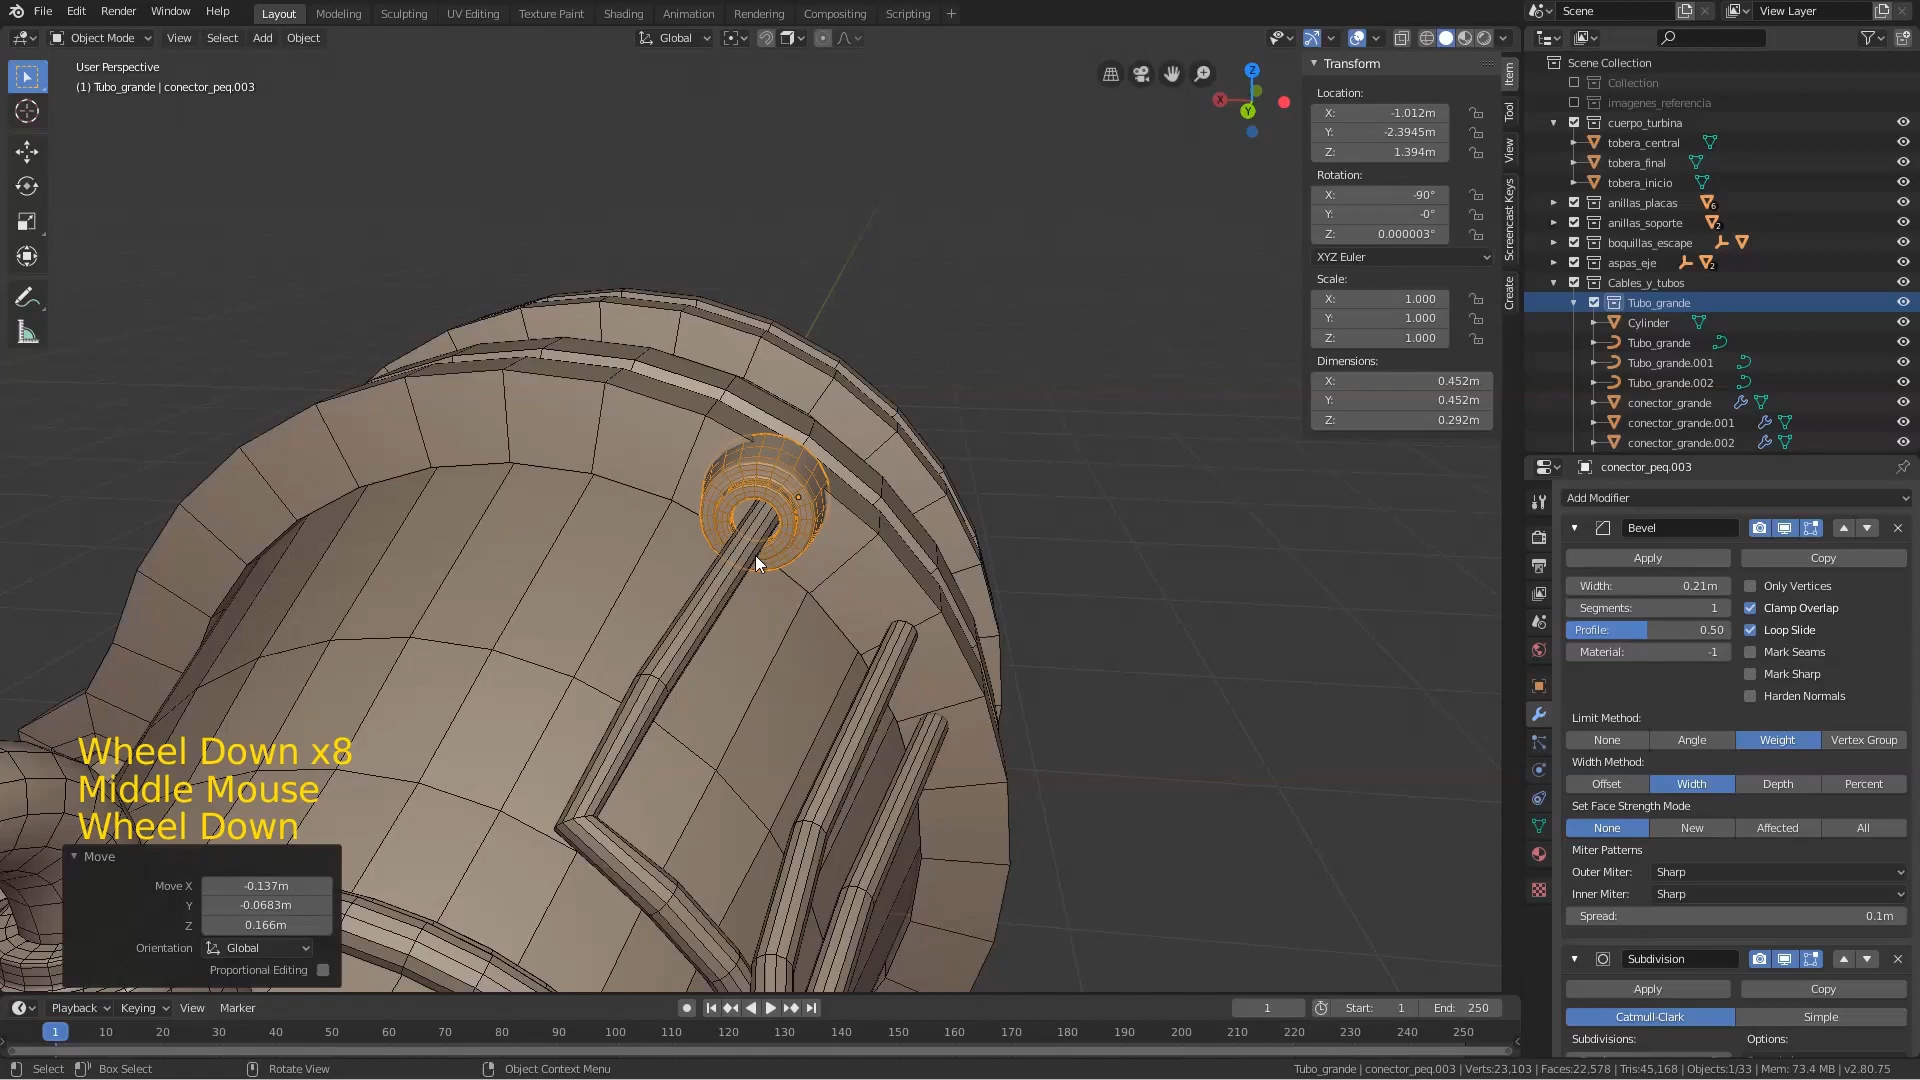 File Edit Render Window Help Layout Modeling Sculpting UV Editing Texture Paint Shading Animation Rendering Compositing Scripting + Scene View Layer
Object Mode View Select Add Object Global
User Perspective
(1) Tubo_grande | conector_peq.003
Z
X
Y
Transform
Location:
X: -1.012m
Y: -2.3945m
Z: 1.394m
Rotation:
X: -90°
Y: -0°
Z: 0.000003°
XYZ Euler
Scale:
X: 1.000
Y: 1.000
Z: 1.000
Dimensions:
X: 0.452m
Y: 0.452m
Z: 0.292m
Item
Tool
View
Screencast Keys
Create
Scene Collection
Collection
imagenes_referencia
cuerpo_turbina
tobera_central
tobera_final
tobera_inicio
anillas_placas 6
anillas_soporte 2
boquillas_escape
aspas_eje 2
Cables_y_tubos
Tubo_grande
Cylinder
Tubo_grande
Tubo_grande.001
Tubo_grande.002
conector_grande
conector_grande.001
conector_grande.002
conector_peq.003
Add Modifier
Bevel
Apply Copy
Width: 0.21m Only Vertices
Segments: 1 Clamp Overlap
Profile: 0.50 Loop Slide
Material: -1 Mark Seams
Mark Sharp
Harden Normals
Limit Method:
None Angle Weight Vertex Group
Width Method:
Offset Width Depth Percent
Set Face Strength Mode
None New Affected All
Miter Patterns
Outer Miter: Sharp
Inner Miter: Sharp
Spread: 0.1m
Subdivision
Apply Copy
Catmull-Clark Simple
Subdivisions: Options:
Wheel Down x8
Middle Mouse
Wheel Down
Move
Move X -0.137m
Y -0.0683m
Z 0.166m
Orientation Global
Proportional Editing
Playback Keying View Marker 1 Start: 1 End: 250
1 10 20 30 40 50 60 70 80 90 100 110 120 130 140 150 160 170 180 190 200 210 220 230 240 250
Select Box Select Rotate View Object Context Menu Tubo_grande | conector_peq.003 | Verts:23,103 | Faces:22,578 | Tris:45,168 | Objects:1/33 | Mem: 73.4 MB | v2.80.75